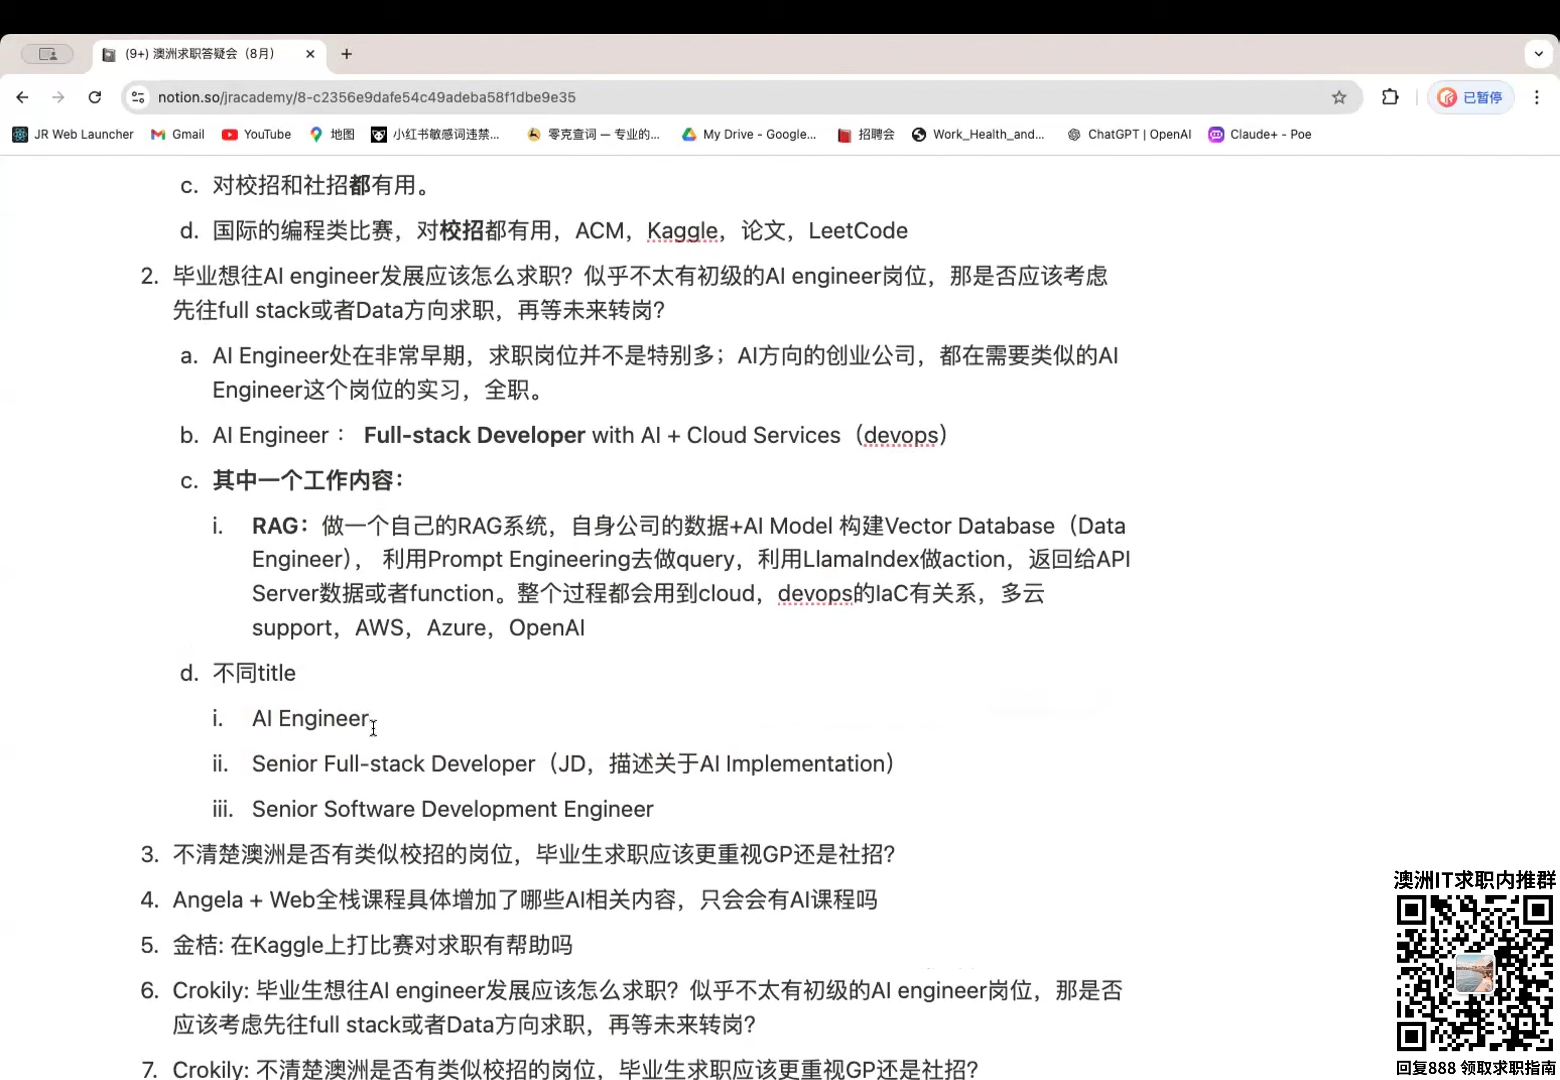 (9+) 澳洲求职答疑会（8月）
notion.so/jracademy/8-c2356e9dafe54c49adeba58f1dbe9e35
已暂停
JR Web Launcher
Gmail
YouTube
地图
小红书敏感词违禁...
零克查词 — 专业的...
My Drive - Google...
招聘会
Work_Health_and...
ChatGPT | OpenAI
Claude+ - Poe
c. 对校招和社招都有用。
d. 国际的编程类比赛，对校招都有用，ACM，Kaggle，论文，LeetCode
2. 毕业想往AI engineer发展应该怎么求职？似乎不太有初级的AI engineer岗位，那是否应该考虑
先往full stack或者Data方向求职，再等未来转岗?
a. AI Engineer处在非常早期，求职岗位并不是特别多；AI方向的创业公司，都在需要类似的AI
Engineer这个岗位的实习，全职。
b. AI Engineer： Full-stack Developer with AI + Cloud Services（devops）
c. 其中一个工作内容：
i. RAG：做一个自己的RAG系统，自身公司的数据+AI Model 构建Vector Database（Data
Engineer）， 利用Prompt Engineering去做query，利用LlamaIndex做action，返回给API
Server数据或者function。整个过程都会用到cloud，devops的IaC有关系，多云
support，AWS，Azure，OpenAI
d. 不同title
i. AI Engineer
ii. Senior Full-stack Developer（JD，描述关于AI Implementation）
iii. Senior Software Development Engineer
3. 不清楚澳洲是否有类似校招的岗位，毕业生求职应该更重视GP还是社招?
4. Angela + Web全栈课程具体增加了哪些AI相关内容，只会会有AI课程吗
5. 金桔: 在Kaggle上打比赛对求职有帮助吗
6. Crokily: 毕业生想往AI engineer发展应该怎么求职？似乎不太有初级的AI engineer岗位，那是否
应该考虑先往full stack或者Data方向求职，再等未来转岗?
7. Crokily: 不清楚澳洲是否有类似校招的岗位，毕业生求职应该更重视GP还是社招?
澳洲IT求职内推群
回复888 领取求职指南